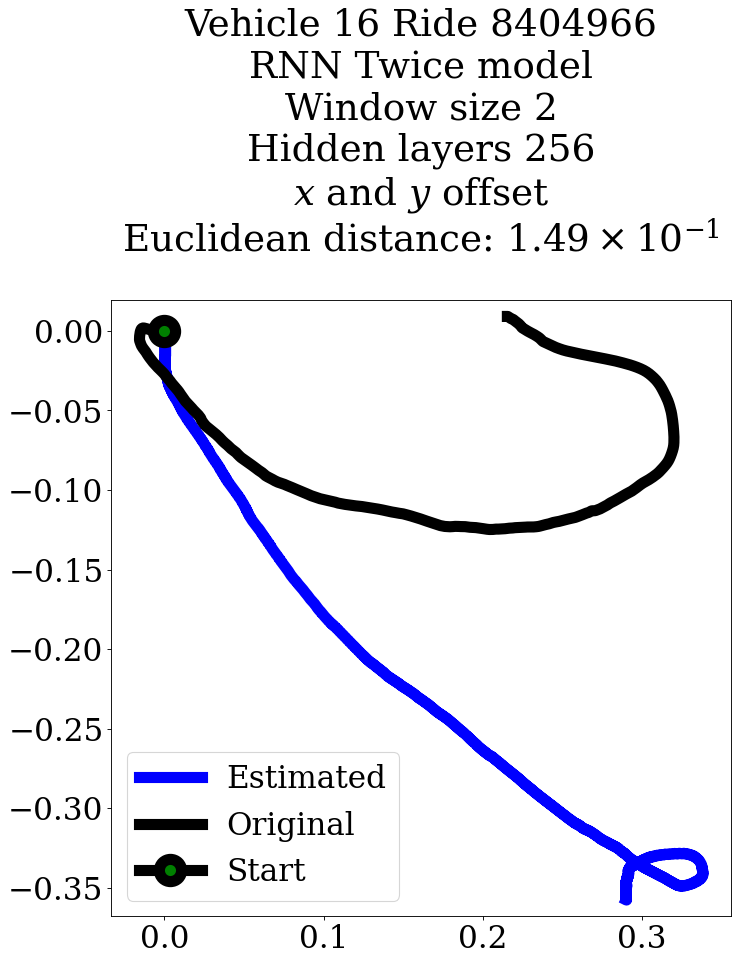 Vehicle 16 Ride 8404966
RNN Twice model
Window size 2
Hidden layers 256
x and y offset
Euclidean distance: 1.49 × 10⁻¹
0.00
−0.05
−0.10
−0.15
−0.20
−0.25
−0.30
−0.35
Estimated
Original
Start
0.0 0.1 0.2 0.3